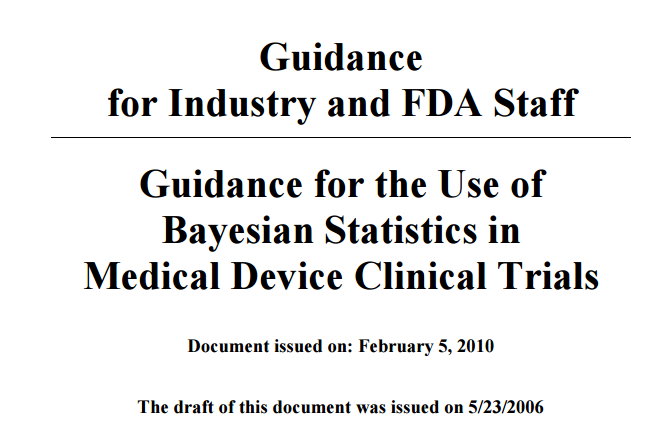 Guidance
for Industry and FDA Staff
Guidance for the Use of
Bayesian Statistics in
Medical Device Clinical Trials
Document issued on: February 5, 2010
The draft of this document was issued on 5/23/2006